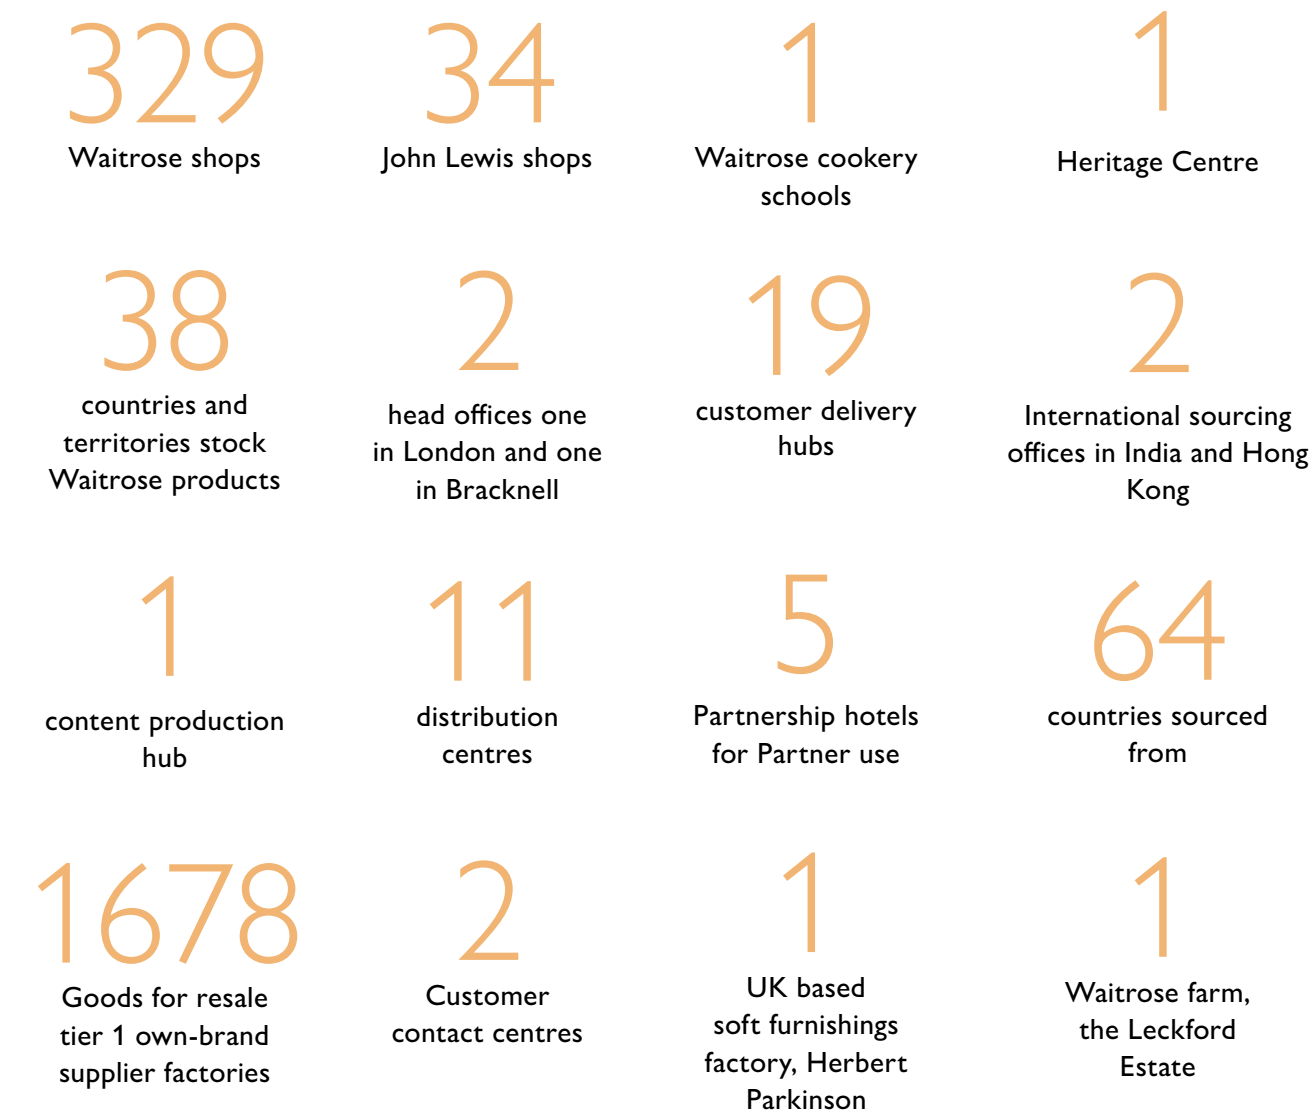 329
Waitrose shops
34
John Lewis shops
1
Waitrose cookery
schools
1
Heritage Centre
38
countries and
territories stock
Waitrose products
2
head offices one
in London and one
in Bracknell
19
customer delivery
hubs
2
International sourcing
offices in India and Hong
Kong
1
content production
hub
11
distribution
centres
5
Partnership hotels
for Partner use
64
countries sourced
from
1678
Goods for resale
tier 1 own-brand
supplier factories
2
Customer
contact centres
1
UK based
soft furnishings
factory, Herbert
Parkinson
1
Waitrose farm,
the Leckford
Estate